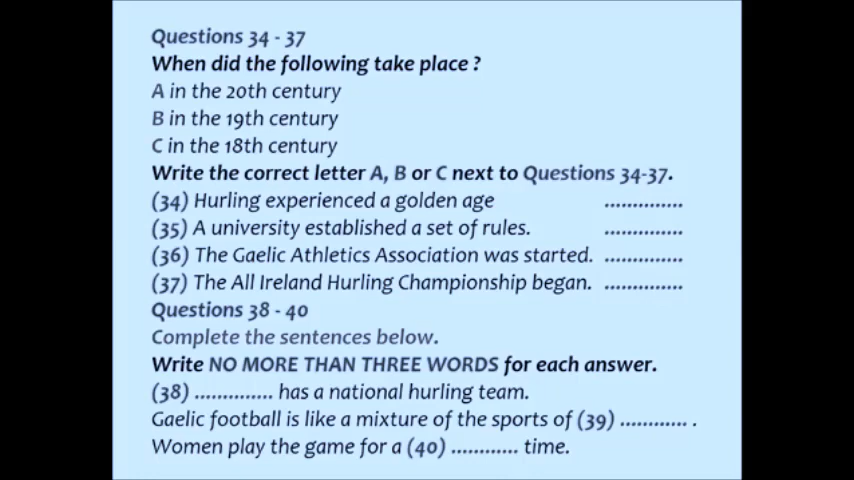 Questions 34 - 37
When did the following take place ?
A in the 20th century
B in the 19th century
C in the 18th century
Write the correct letter A, B or C next to Questions 34-37.
(34) Hurling experienced a golden age ..............
(35) A university established a set of rules. ..............
(36) The Gaelic Athletics Association was started. ..............
(37) The All Ireland Hurling Championship began. ..............
Questions 38 - 40
Complete the sentences below.
Write NO MORE THAN THREE WORDS for each answer.
(38) .............. has a national hurling team.
Gaelic football is like a mixture of the sports of (39) ............ .
Women play the game for a (40) ............ time.